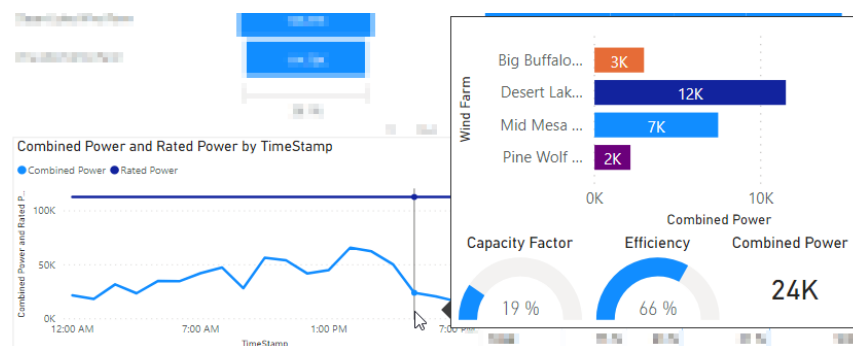 Combined Power and Rated Power by TimeStamp
Combined Power Rated Power
Combined Power and Rated P...
100K
50K
0K
12:00 AM 7:00 AM 1:00 PM 7:00 PM
TimeStamp
Wind Farm
Big Buffalo... 3K
Desert Lak... 12K
Mid Mesa ... 7K
Pine Wolf ... 2K
0K 10K
Combined Power
Capacity Factor Efficiency Combined Power
19 % 66 % 24K